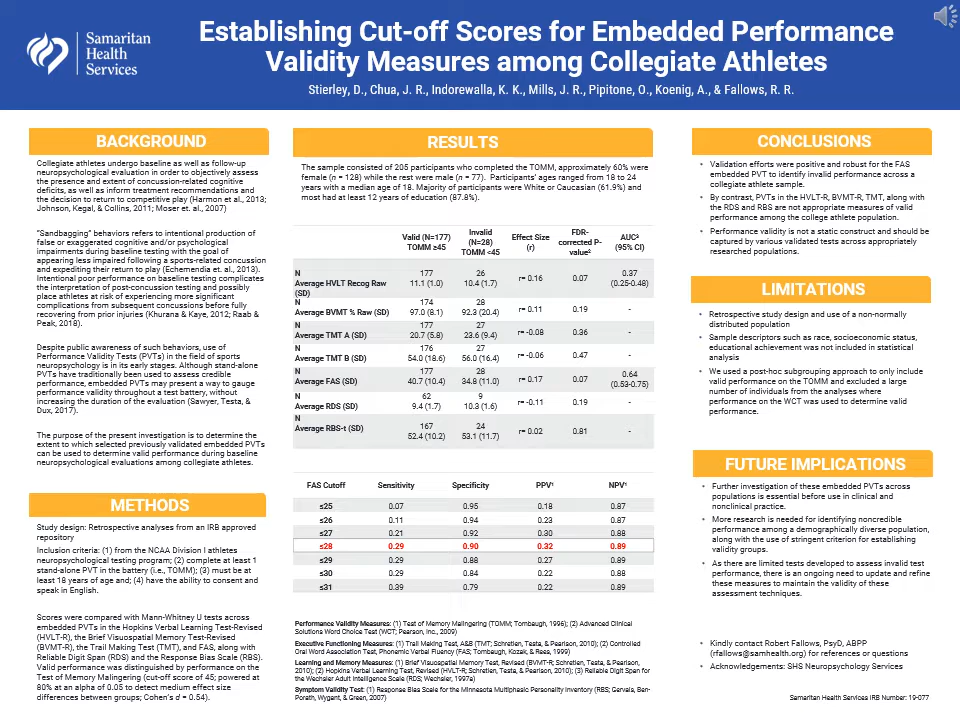 Samaritan
Health
Services
Establishing Cut-off Scores for Embedded Performance
Validity Measures among Collegiate Athletes
Stierley, D., Chua, J. R., Indorewalla, K. K., Mills, J. R., Pipitone, O., Koenig, A., & Fallows, R. R.
BACKGROUND
Collegiate athletes undergo baseline as well as follow-up
neuropsychological evaluation in order to objectively assess
the presence and extent of concussion-related cognitive
deficits, as well as inform treatment recommendations and
the decision to return to competitive play (Harmon et al., 2013;
Johnson, Kegal, & Collins, 2011; Moser et. al., 2007)
"Sandbagging" behaviors refers to intentional production of
false or exaggerated cognitive and/or psychological
impairments during baseline testing with the goal of
appearing less impaired following a sports-related concussion
and expediting their return to play (Echemendia et. al., 2013).
Intentional poor performance on baseline testing complicates
the interpretation of post-concussion testing and possibly
place athletes at risk of experiencing more significant
complications from subsequent concussions before fully
recovering from prior injuries (Khurana & Kaye, 2012; Raab &
Peak, 2018).
Despite public awareness of such behaviors, use of
Performance Validity Tests (PVTs) in the field of sports
neuropsychology is in its early stages. Although stand-alone
PVTs have traditionally been used to assess credible
performance, embedded PVTs may present a way to gauge
performance validity throughout a test battery, without
increasing the duration of the evaluation (Sawyer, Testa, &
Dux, 2017).
The purpose of the present investigation is to determine the
extent to which selected previously validated embedded PVTs
can be used to determine valid performance during baseline
neuropsychological evaluations among collegiate athletes.
METHODS
Study design: Retrospective analyses from an IRB approved
repository
Inclusion criteria: (1) from the NCAA Division I athletes
neuropsychological testing program; (2) complete at least 1
stand-alone PVT in the battery (i.e., TOMM); (3) must be at
least 18 years of age and; (4) have the ability to consent and
speak in English.
Scores were compared with Mann-Whitney U tests across
embedded PVTs in the Hopkins Verbal Learning Test-Revised
(HVLT-R), the Brief Visuospatial Memory Test-Revised
(BVMT-R), the Trail Making Test (TMT), and FAS, along with
Reliable Digit Span (RDS) and the Response Bias Scale (RBS).
Valid performance was distinguished by performance on the
Test of Memory Malingering (cut-off score of 45; powered at
80% at an alpha of 0.05 to detect medium effect size
differences between groups; Cohen's d = 0.54).
RESULTS
The sample consisted of 205 participants who completed the TOMM, approximately 60% were
female (n = 128) while the rest were male (n = 77). Participants' ages ranged from 18 to 24
years with a median age of 18. Majority of participants were White or Caucasian (61.9%) and
most had at least 12 years of education (87.8%).
Valid (N=177) TOMM ≥45 Invalid (N=28) TOMM <45 Effect Size (r) FDR-corrected P-value² AUC³ (95% CI)
N 177 26
Average HVLT Recog Raw (SD) 11.1 (1.0) 10.4 (1.7) r= 0.16 0.07 0.37 (0.25-0.48)
N 174 28
Average BVMT % Raw (SD) 97.0 (8.1) 92.3 (20.4) r= 0.11 0.19 -
N 177 27
Average TMT A (SD) 20.7 (5.8) 23.6 (9.4) r= -0.08 0.36 -
N 176 27
Average TMT B (SD) 54.0 (18.6) 56.0 (16.4) r= -0.06 0.47 -
N 177 28
Average FAS (SD) 40.7 (10.4) 34.8 (11.0) r= 0.17 0.07 0.64 (0.53-0.75)
N 62 9
Average RDS (SD) 9.4 (1.7) 10.3 (1.6) r= -0.11 0.19 -
N 167 24
Average RBS-t (SD) 52.4 (10.2) 53.1 (11.7) r= 0.02 0.81 -
FAS Cutoff Sensitivity Specificity PPV¹ NPV¹
≤25 0.07 0.95 0.18 0.87
≤26 0.11 0.94 0.23 0.87
≤27 0.21 0.92 0.30 0.88
≤28 0.29 0.90 0.32 0.89
≤29 0.29 0.88 0.27 0.89
≤30 0.29 0.84 0.22 0.88
≤31 0.39 0.79 0.22 0.89
Performance Validity Measures: (1) Test of Memory Malingering (TOMM; Tombaugh, 1996); (2) Advanced Clinical
Solutions Word Choice Test (WCT; Pearson, Inc., 2009)
Executive Functioning Measures: (1) Trail Making Test, A&B (TMT; Schretlen, Testa, & Pearlson, 2010); (2) Controlled
Oral Word Association Test, Phonemic Verbal Fluency (FAS; Tombaugh, Kozak, & Rees, 1999)
Learning and Memory Measures: (1) Brief Visuospatial Memory Test, Revised (BVMT-R; Schretlen, Testa, & Pearlson,
2010); (2) Hopkins Verbal Learning Test, Revised (HVLT-R; Schretlen, Testa, & Pearlson, 2010); (3) Reliable Digit Span for
the Wechsler Adult Intelligence Scale (RDS; Wechsler, 1997a)
Symptom Validity Test: (1) Response Bias Scale for the Minnesota Multiphasic Personality Inventory (RBS; Gervais, Ben-
Porath, Wygant, & Green, 2007)
CONCLUSIONS
• Validation efforts were positive and robust for the FAS
embedded PVT to identify invalid performance across a
collegiate athlete sample.
• By contrast, PVTs in the HVLT-R, BVMT-R, TMT, along with
the RDS and RBS are not appropriate measures of valid
performance among the college athlete population.
• Performance validity is not a static construct and should be
captured by various validated tests across appropriately
researched populations.
LIMITATIONS
• Retrospective study design and use of a non-normally
distributed population
• Sample descriptors such as race, socioeconomic status,
educational achievement was not included in statistical
analysis
• We used a post-hoc subgrouping approach to only include
valid performance on the TOMM and excluded a large
number of individuals from the analyses where
performance on the WCT was used to determine valid
performance.
FUTURE IMPLICATIONS
• Further investigation of these embedded PVTs across
populations is essential before use in clinical and
nonclinical practice.
• More research is needed for identifying noncredible
performance among a demographically diverse population,
along with the use of stringent criterion for establishing
validity groups.
• As there are limited tests developed to assess invalid test
performance, there is an ongoing need to update and refine
these measures to maintain the validity of these
assessment techniques.
• Kindly contact Robert Fallows, PsyD, ABPP
(rfallows@samhealth.org) for references or questions
• Acknowledgements: SHS Neuropsychology Services
Samaritan Health Services IRB Number: 19-077